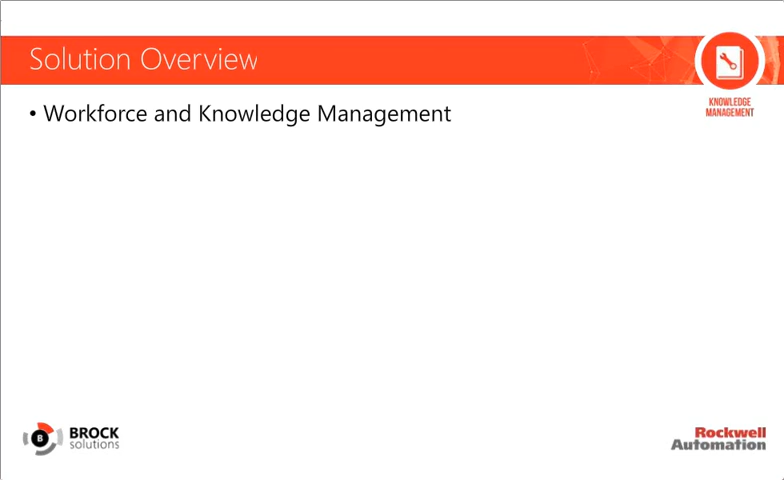 Solution Overview
KNOWLEDGE
MANAGEMENT
• Workforce and Knowledge Management
B
BROCK
solutions
Rockwell
Automation